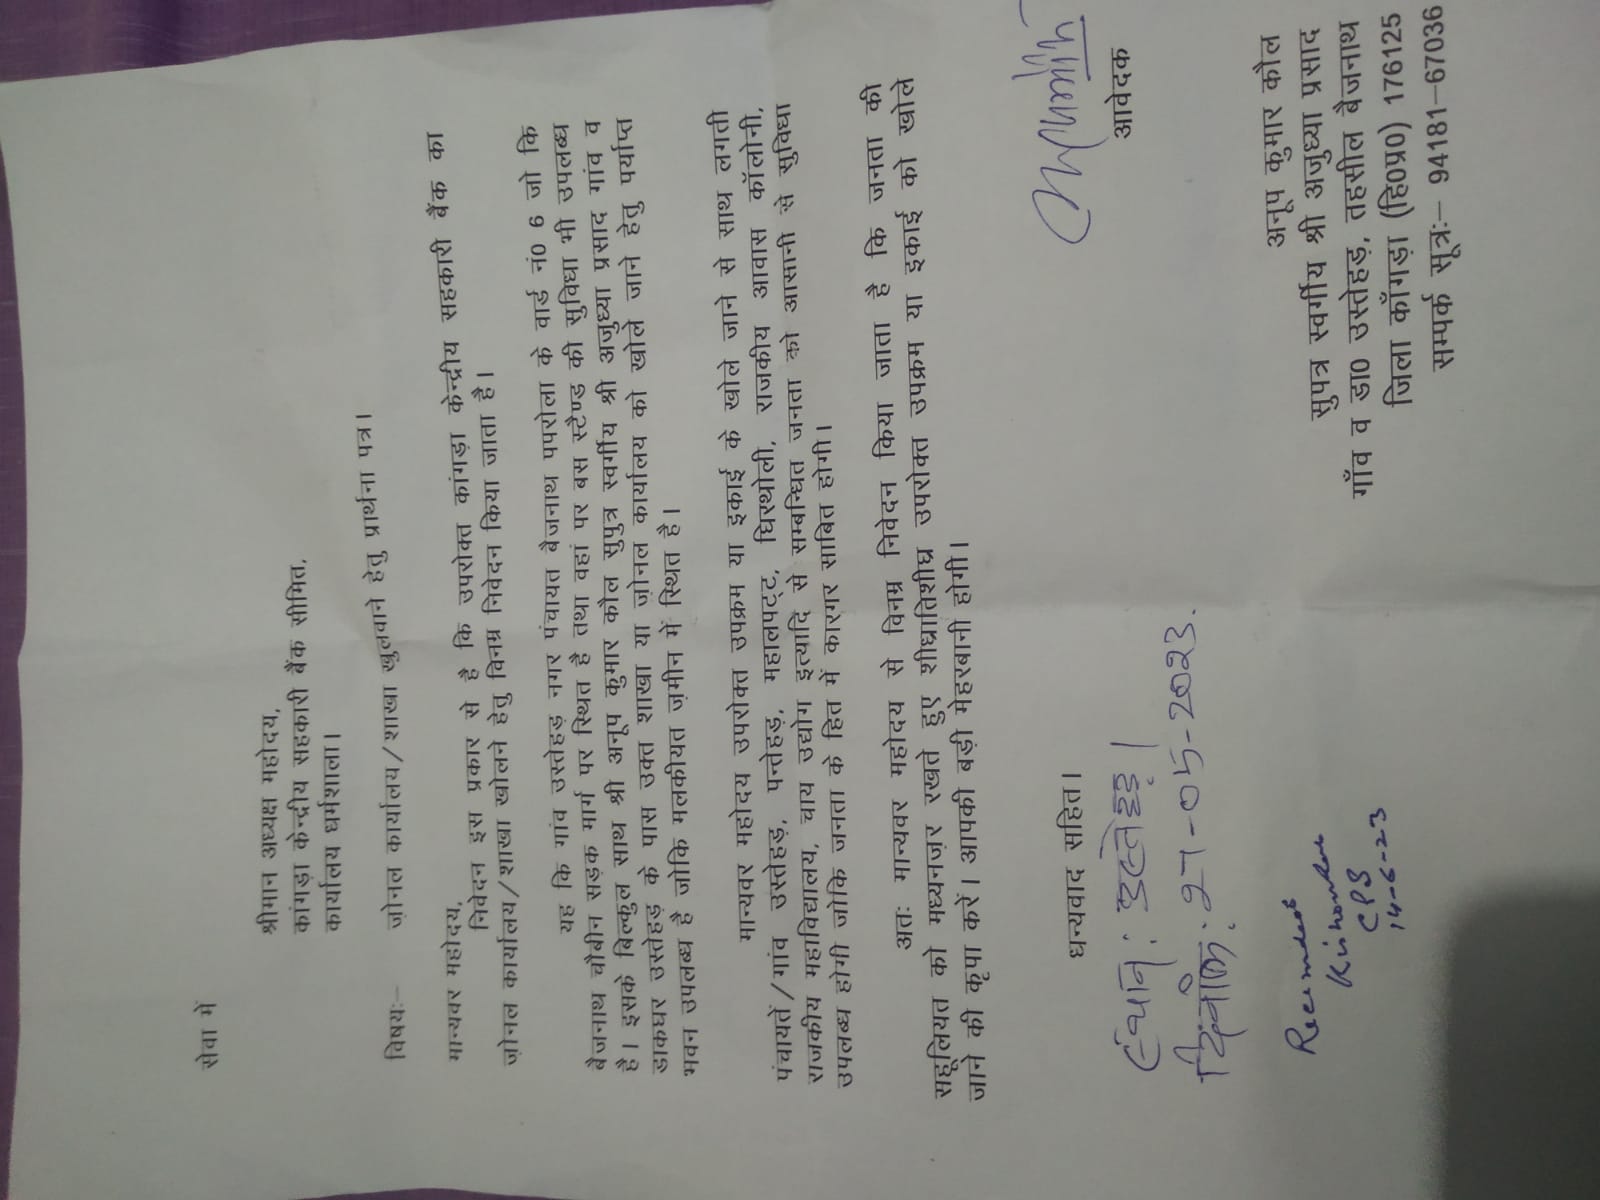 सेवा में
श्रीमान अध्यक्ष महोदय,
कांगड़ा केन्द्रीय सहकारी बैंक सीमित,
कार्यालय धर्मशाला।
विषयः— ज़ोनल कार्यालय/शाखा खुलवाने हेतु प्रार्थना पत्र।
मान्यवर महोदय,
निवेदन इस प्रकार से है कि उपरोक्त कांगड़ा केन्द्रीय सहकारी बैंक का
ज़ोनल कार्यालय/शाखा खोलने हेतु विनम्र निवेदन किया जाता है।
यह कि गांव उस्तेहड़ नगर पंचायत बैजनाथ पपरोला के वार्ड नं0 6 जो कि
बैजनाथ चौबीन सड़क मार्ग पर स्थित है तथा वहां पर बस स्टैण्ड की सुविधा भी उपलब्ध
है। इसके बिल्कुल साथ श्री अनूप कुमार कौल सुपुत्र स्वर्गीय श्री अजुध्या प्रसाद गांव व
डाकघर उस्तेहड़ के पास उक्त शाखा या ज़ोनल कार्यालय को खोले जाने हेतु पर्याप्त
भवन उपलब्ध है जोकि मलकीयत ज़मीन में स्थित है।
मान्यवर महोदय उपरोक्त उपक्रम या इकाई के खोले जाने से साथ लगती
पंचायतें/गांव उस्तेहड़, पन्तेहड़, महालपट्ट, घिरथोली, राजकीय आवास कॉलोनी,
राजकीय महाविद्यालय, चाय उद्योग इत्यादि से सम्बन्धित जनता को आसानी से सुविधा
उपलब्ध होगी जोकि जनता के हित में कारगर साबित होगी।
अतः मान्यवर महोदय से विनम्र निवेदन किया जाता है कि जनता की
सहूलियत को मध्यनज़र रखते हुए शीघ्रातिशीघ्र उपरोक्त उपक्रम या इकाई को खोले
जाने की कृपा करें। आपकी बड़ी मेहरबानी होगी।
धन्यवाद सहित।
आवेदक
स्थान: उस्तेहड़।
दिनाँक: 27-05-2023.
अनूप कुमार कौल
सुपुत्र स्वर्गीय श्री अजुध्या प्रसाद
गाँव व डा0 उस्तेहड़, तहसील बैजनाथ
जिला काँगड़ा (हि0प्र0) 176125
सम्पर्क सूत्रः— 94181-67036
CPS
14-6-23